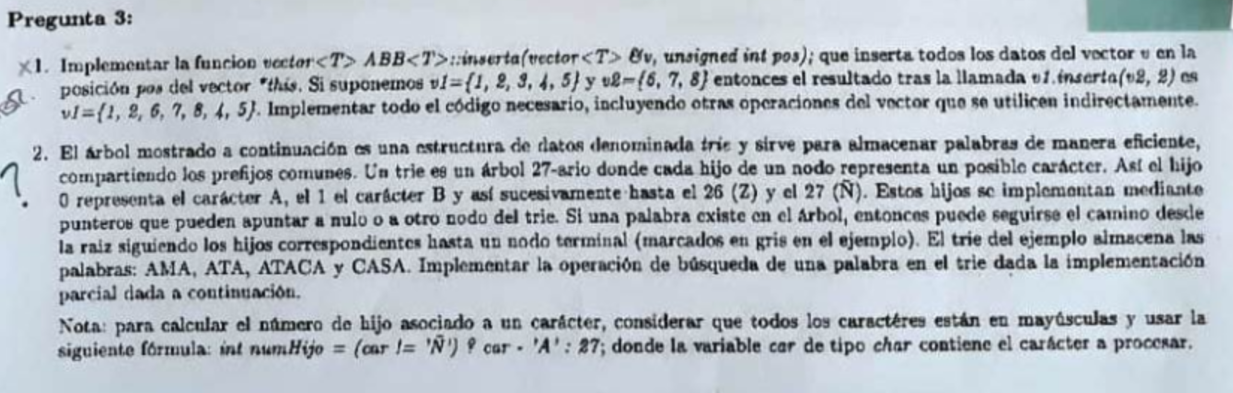 Pregunta 3:
1. Implementar la funcion vector<T> ABB<T>::inserta(vector<T> &v, unsigned int pos); que inserta todos los datos del vector v en la
posición pos del vector *this. Si suponemos v1={1, 2, 3, 4, 5} y v2={6, 7, 8} entonces el resultado tras la llamada v1.inserta(v2, 2) es
v1={1, 2, 6, 7, 8, 4, 5}. Implementar todo el código necesario, incluyendo otras operaciones del vector que se utilicen indirectamente.
2. El árbol mostrado a continuación es una estructura de datos denominada trie y sirve para almacenar palabras de manera eficiente,
compartiendo los prefijos comunes. Un trie es un árbol 27-ario donde cada hijo de un nodo representa un posible carácter. Así el hijo
0 representa el carácter A, el 1 el carácter B y así sucesivamente hasta el 26 (Z) y el 27 (Ñ). Estos hijos se implementan mediante
punteros que pueden apuntar a nulo o a otro nodo del trie. Si una palabra existe en el árbol, entonces puede seguirse el camino desde
la raiz siguiendo los hijos correspondientes hasta un nodo terminal (marcados en gris en el ejemplo). El trie del ejemplo almacena las
palabras: AMA, ATA, ATACA y CASA. Implementar la operación de búsqueda de una palabra en el trie dada la implementación
parcial dada a continuación.
Nota: para calcular el número de hijo asociado a un carácter, considerar que todos los caractéres están en mayúsculas y usar la
siguiente fórmula: int numHijo = (car != 'Ñ') ? car - 'A' : 27; donde la variable car de tipo char contiene el carácter a procesar.